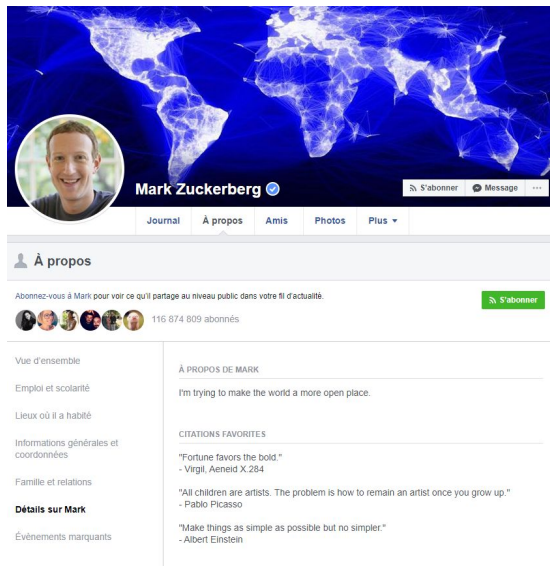 Mark Zuckerberg
S'abonner
Message
Journal
À propos
Amis
Photos
Plus
À propos
Abonnez-vous à Mark pour voir ce qu'il partage au niveau public dans votre fil d'actualité.
S'abonner
116 874 809 abonnés
Vue d'ensemble
Emploi et scolarité
Lieux où il a habité
Informations générales et
coordonnées
Famille et relations
Détails sur Mark
Évènements marquants
À PROPOS DE MARK
I'm trying to make the world a more open place.
CITATIONS FAVORITES
"Fortune favors the bold."
- Virgil, Aeneid X.284
"All children are artists. The problem is how to remain an artist once you grow up."
- Pablo Picasso
"Make things as simple as possible but no simpler."
- Albert Einstein